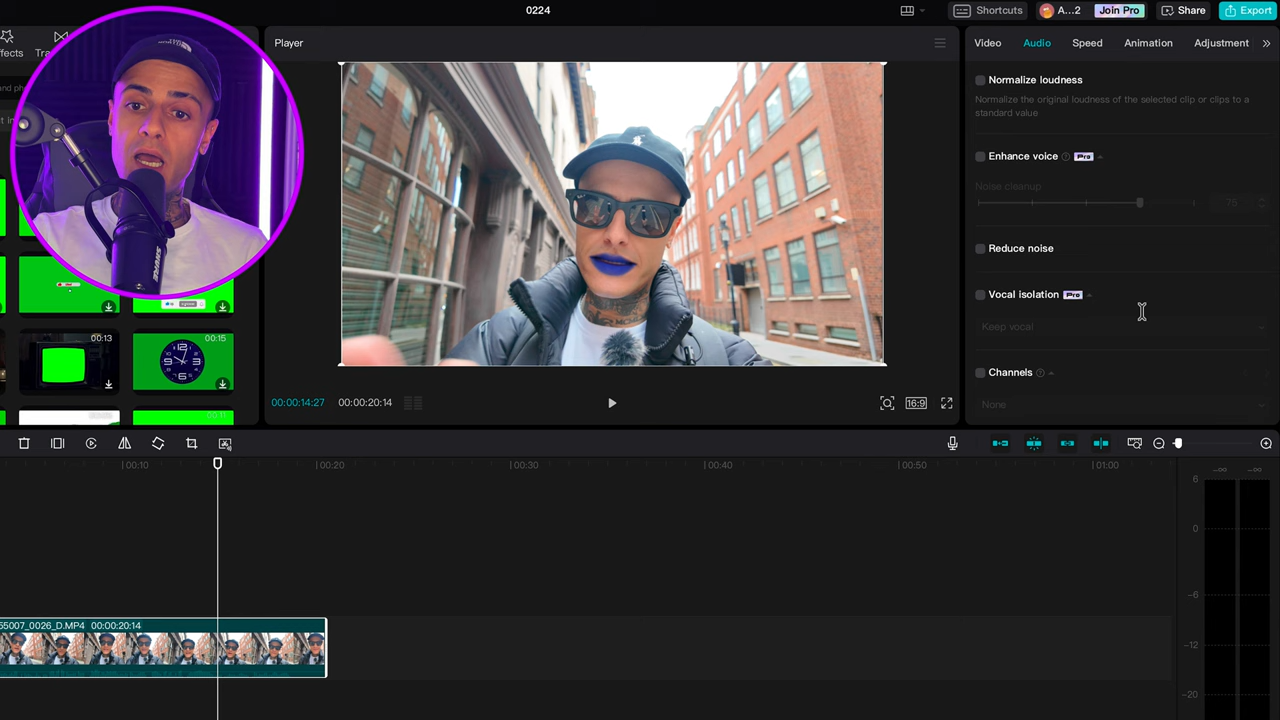 0224
Shortcuts
A...2
Join Pro
Share
Export
Player
Video
Audio
Speed
Animation
Adjustment
Normalize loudness
Normalize the original loudness of the selected clip or clips to a
standard value
Enhance voice
Pro
Noise cleanup
75
Reduce noise
Vocal isolation
Pro
Keep vocal
Channels
None
00:13
00:15
SHURE
00:00:14:27
00:00:20:14
16:9
00:10
00:20
00:30
00:40
00:50
01:00
55007_0026_D.MP4 00:00:20:14
-∞ -∞
6
0
-6
-12
-20